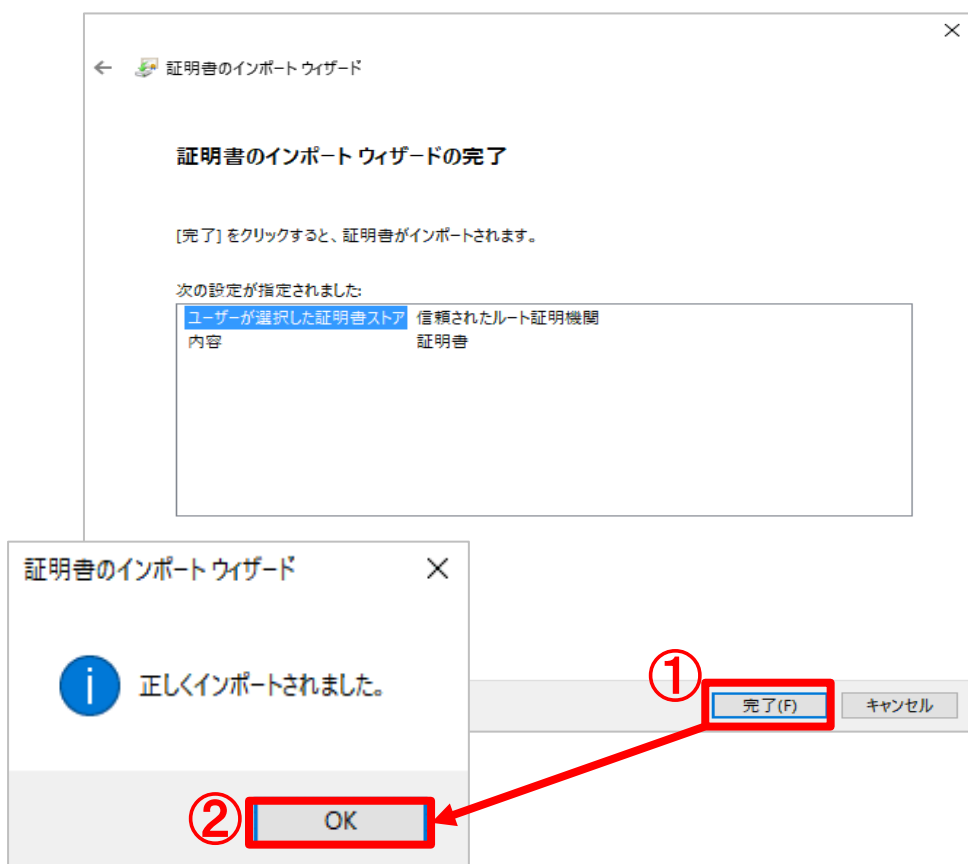 証明書のインポート ウィザード
証明書のインポート ウィザードの完了
[完了] をクリックすると、証明書がインポートされます。
次の設定が指定されました:
ユーザーが選択した証明書ストア 信頼されたルート証明機関
内容 証明書
証明書のインポート ウィザード
正しくインポートされました。
①
完了(F) キャンセル
② OK